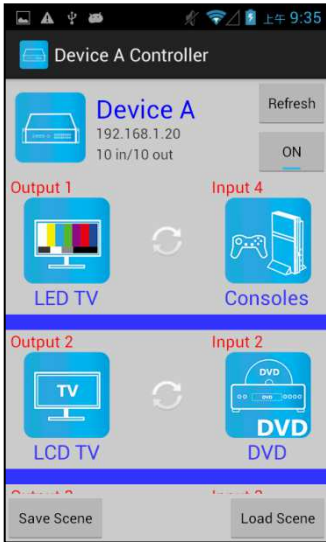 上午 9:35
Device A Controller
Device A
192.168.1.20
10 in/10 out
Refresh
ON
Output 1
Input 4
LED TV
Consoles
Output 2
Input 2
TV
DVD
DVD
LCD TV
DVD
Save Scene
Load Scene